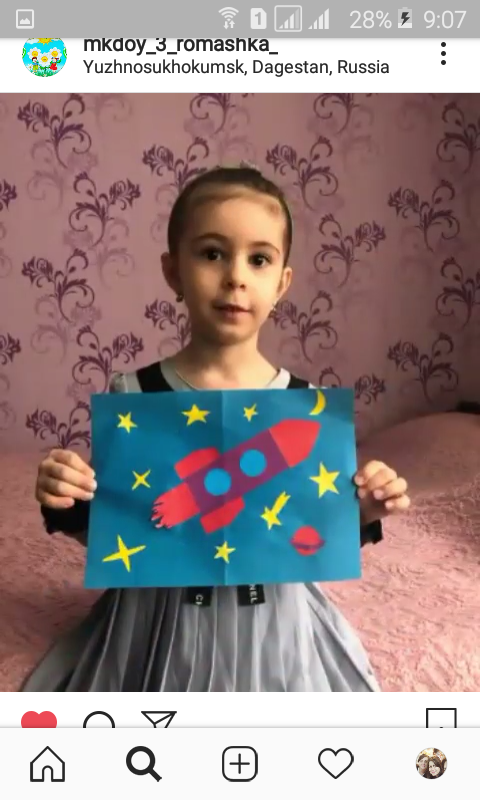 1 28% 9:07
mkdoy_3_romashka_
Yuzhnosukhokumsk, Dagestan, Russia